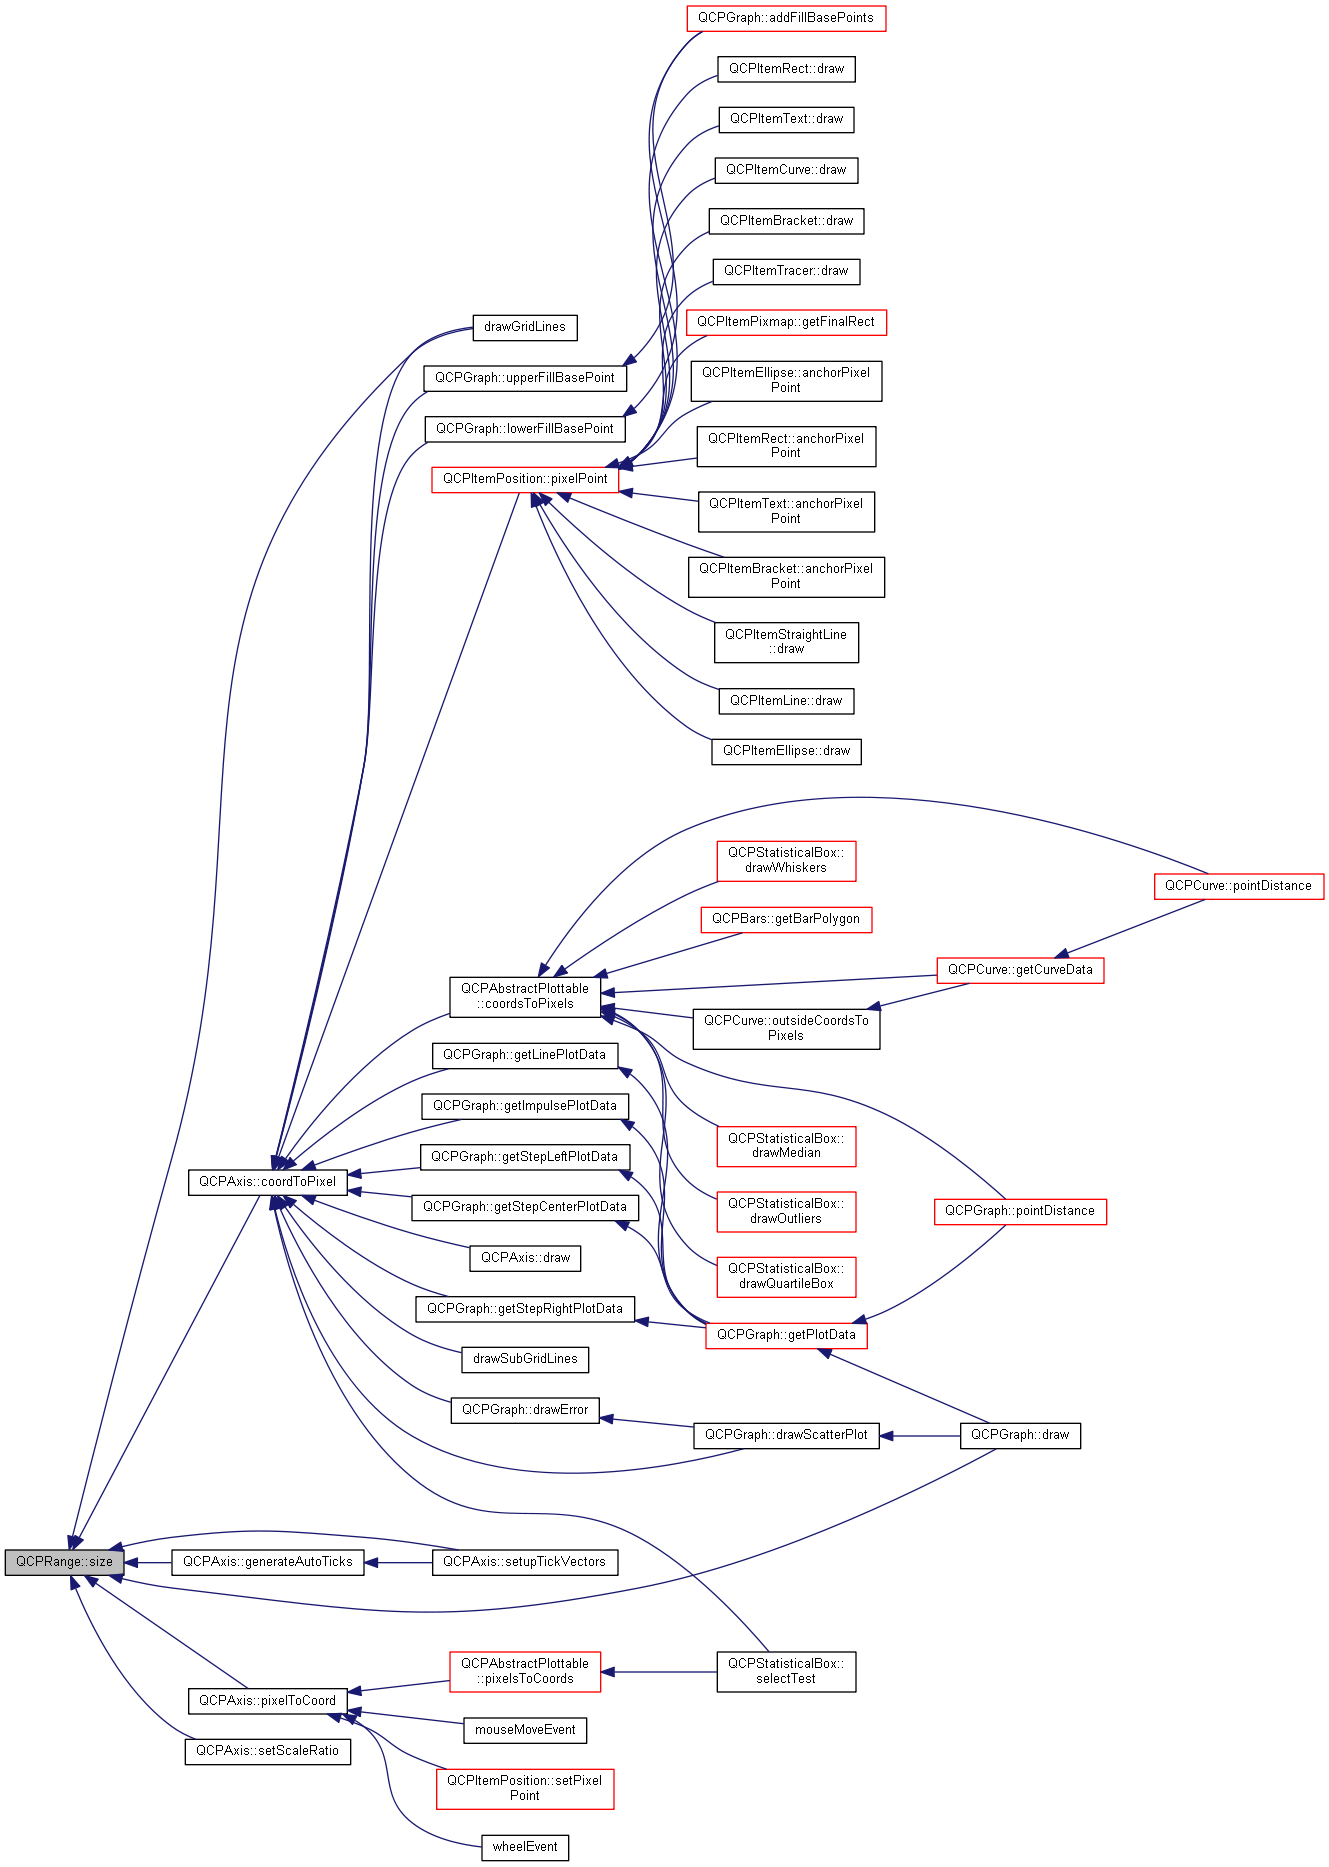 QCPGraph::addFillBasePoints
QCPItemRect::draw
QCPItemText::draw
QCPItemCurve::draw
QCPItemBracket::draw
QCPItemTracer::draw
QCPItemPixmap::getFinalRect
drawGridLines
QCPItemEllipse::anchorPixel
Point
QCPGraph::upperFillBasePoint
QCPGraph::lowerFillBasePoint
QCPItemRect::anchorPixel
Point
QCPItemPosition::pixelPoint
QCPItemText::anchorPixel
Point
QCPItemBracket::anchorPixel
Point
QCPItemStraightLine
::draw
QCPItemLine::draw
QCPItemEllipse::draw
QCPStatisticalBox::
drawWhiskers
QCPCurve::pointDistance
QCPBars::getBarPolygon
QCPCurve::getCurveData
QCPAbstractPlottable
::coordsToPixels
QCPCurve::outsideCoordsTo
Pixels
QCPGraph::getLinePlotData
QCPGraph::getImpulsePlotData
QCPStatisticalBox::
drawMedian
QCPGraph::getStepLeftPlotData
QCPAxis::coordToPixel
QCPGraph::getStepCenterPlotData
QCPStatisticalBox::
drawOutliers
QCPGraph::pointDistance
QCPAxis::draw
QCPStatisticalBox::
drawQuartileBox
QCPGraph::getStepRightPlotData
QCPGraph::getPlotData
drawSubGridLines
QCPGraph::drawError
QCPGraph::drawScatterPlot
QCPGraph::draw
QCPRange::size
QCPAxis::generateAutoTicks
QCPAxis::setupTickVectors
QCPAbstractPlottable
::pixelsToCoords
QCPStatisticalBox::
selectTest
QCPAxis::pixelToCoord
mouseMoveEvent
QCPAxis::setScaleRatio
QCPItemPosition::setPixel
Point
wheelEvent